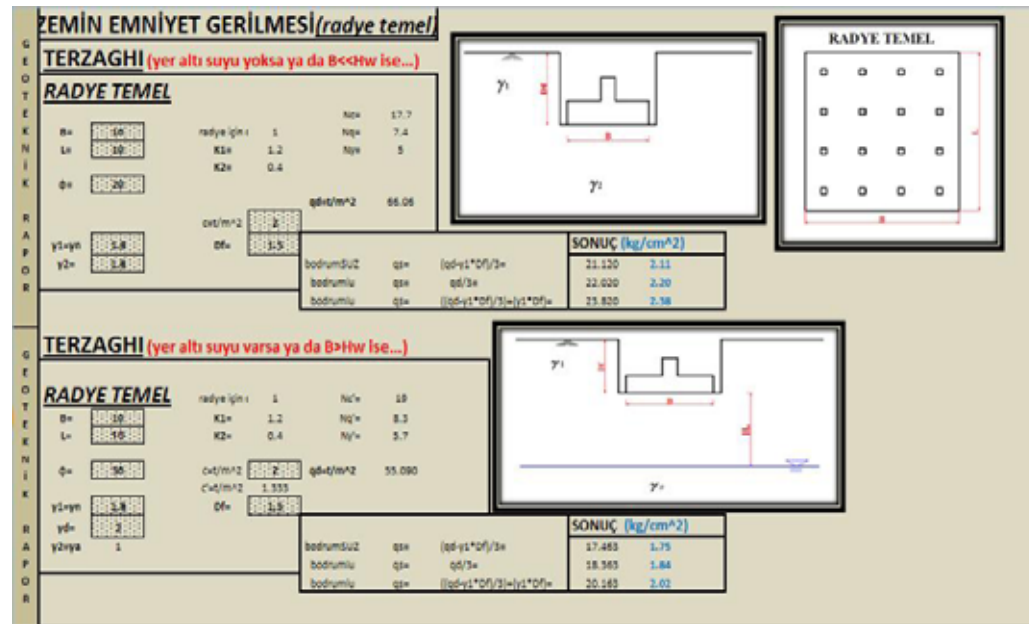 ZEMİN EMNİYET GERİLMESİ(radye temel)
TERZAGHI (yer altı suyu yoksa ya da B<<Hw ise...)
RADYE TEMEL
Nc= 17.7
B= 10 radye için ι 1 Nq= 7.4
L= 10 K1= 1.2 Ny= 5
K2= 0.4
ф= 20
qd=t/m^2 66.06
c=t/m^2 2
γ1=γn 1.8 Df= 1.5
γ2= 1.8
SONUÇ (kg/cm^2)
bodrumSUZ qs= (qd-γ1*Df)/3= 21.120 2.11
bodrumlu qs= qd/3= 22.020 2.20
bodrumlu qs= ((qd-γ1*Df)/3)+(γ1*Df)= 23.820 2.38
γ1
Df
B
γ2
RADYE TEMEL
L
B
GEOTEKNİK RAPOR
TERZAGHI (yer altı suyu varsa ya da B>Hw ise...)
RADYE TEMEL
radye için ι 1 Nc'= 19
B= 10 K1= 1.2 Nq'= 8.3
L= 10 K2= 0.4 Ny'= 5.7
ф= 30 c=t/m^2 2 qd=t/m^2 55.090
c'=t/m^2 1.333
γ1=γn 1.8 Df= 1.5
γd= 2
γ2=γa 1
SONUÇ (kg/cm^2)
bodrumSUZ qs= (qd-γ1*Df)/3= 17.463 1.75
bodrumlu qs= qd/3= 18.363 1.84
bodrumlu qs= ((qd-γ1*Df)/3)+(γ1*Df)= 20.163 2.02
γ1
B
GEOTEKNİK RAPOR